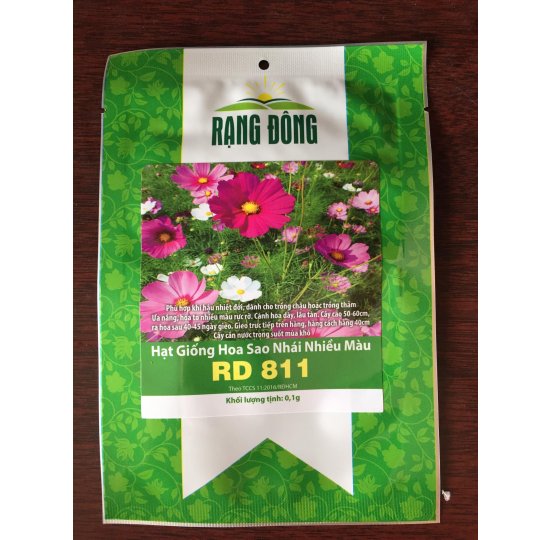 RẠNG ĐÔNG
Phù hợp khí hậu nhiệt đới, dành cho trồng chậu hoặc trồng thảm
Ưa nắng, hoa to nhiều màu rực rỡ. Cánh hoa dày, lâu tàn. Cây cao 50-60cm,
ra hoa sau 40-45 ngày gieo. Gieo trực tiếp trên hàng, hàng cách hàng 40cm
Cây cần nước trong suốt mùa khô
Hạt Giống Hoa Sao Nhái Nhiều Màu
RD 811
Theo TCCS 11:2016/RĐHCM
Khối lượng tịnh: 0,1g